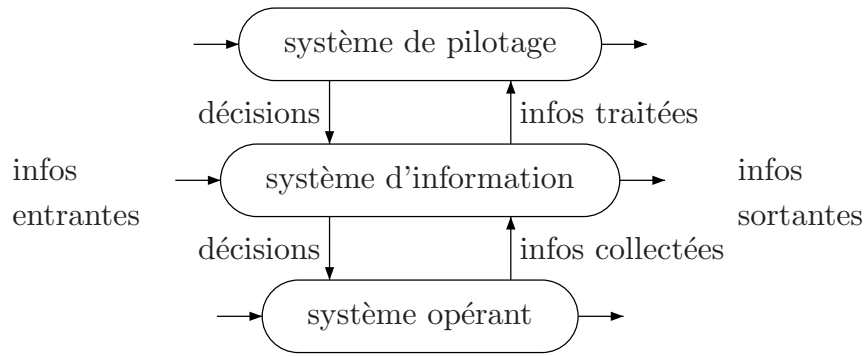 système de pilotage
décisions
infos traitées
infos
entrantes
système d'information
infos
sortantes
décisions
infos collectées
système opérant